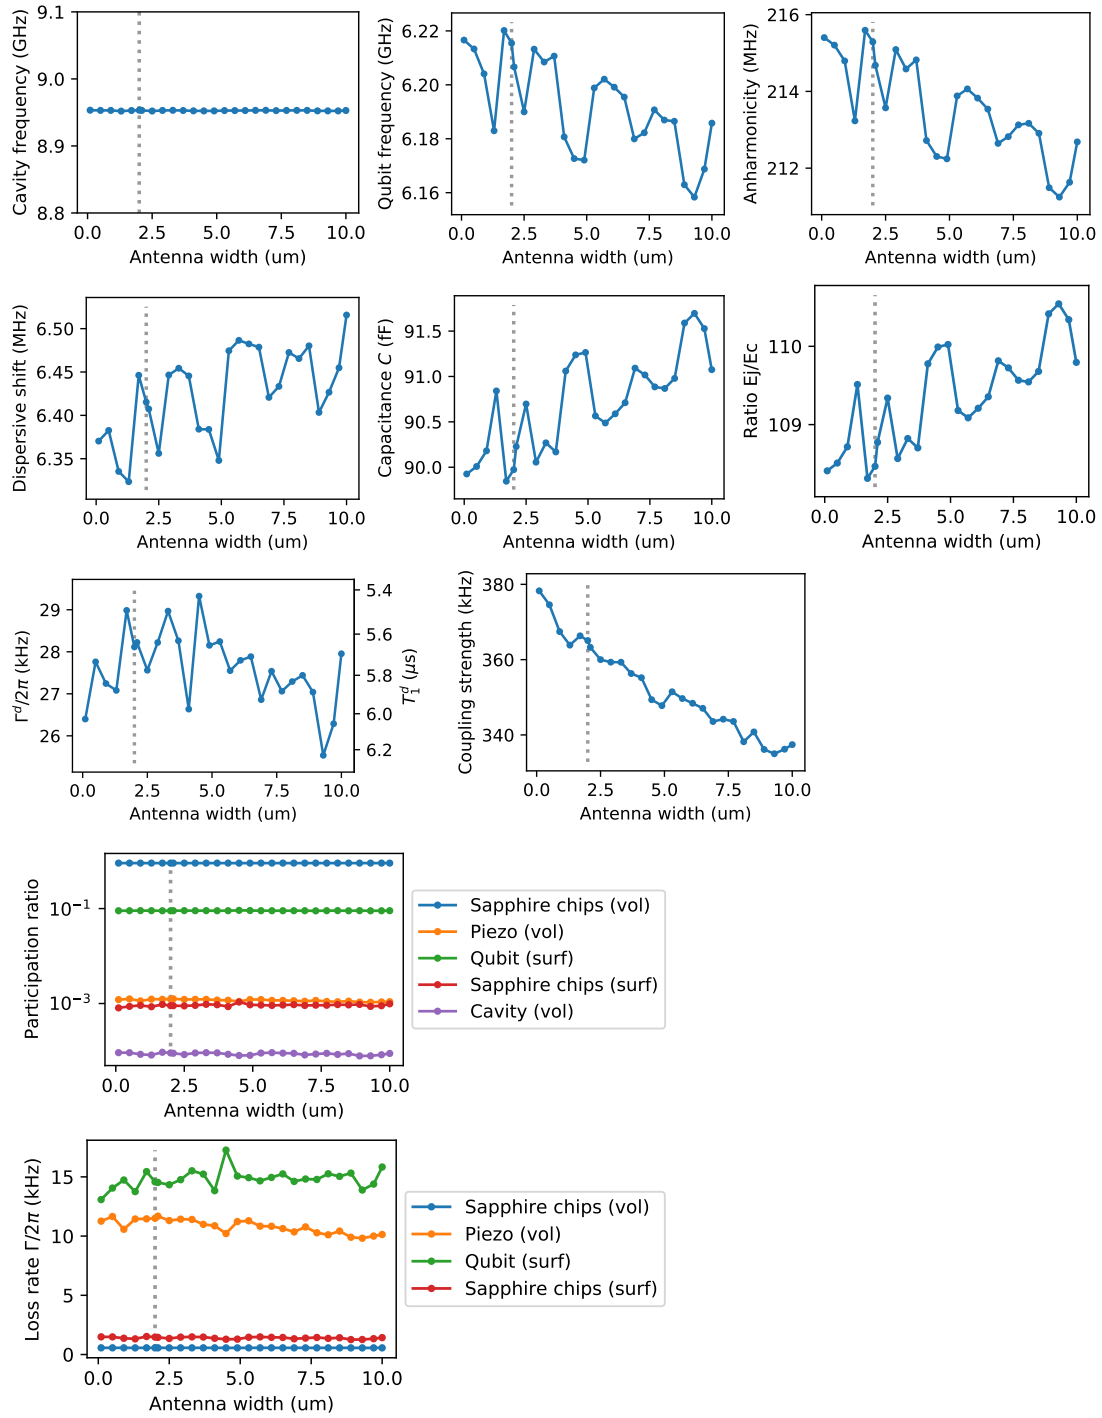 Cavity frequency (GHz)
9.1
9.0
8.9
8.8
0.0 2.5 5.0 7.5 10.0
Antenna width (um)
Qubit frequency (GHz)
6.22
6.20
6.18
6.16
0.0 2.5 5.0 7.5 10.0
Antenna width (um)
Anharmonicity (MHz)
216
214
212
0.0 2.5 5.0 7.5 10.0
Antenna width (um)
Dispersive shift (MHz)
6.50
6.45
6.40
6.35
0.0 2.5 5.0 7.5 10.0
Antenna width (um)
Capacitance C (fF)
91.5
91.0
90.5
90.0
0.0 2.5 5.0 7.5 10.0
Antenna width (um)
Ratio Ej/Ec
110
109
0.0 2.5 5.0 7.5 10.0
Antenna width (um)
Γ^d/2π (kHz)
29
28
27
26
0.0 2.5 5.0 7.5 10.0
Antenna width (um)
5.4
5.6
5.8
6.0
6.2
T_1^d (μs)
Coupling strength (kHz)
380
360
340
0.0 2.5 5.0 7.5 10.0
Antenna width (um)
Participation ratio
10^−1
10^−3
0.0 2.5 5.0 7.5 10.0
Antenna width (um)
Sapphire chips (vol)
Piezo (vol)
Qubit (surf)
Sapphire chips (surf)
Cavity (vol)
Loss rate Γ/2π (kHz)
15
10
5
0
0.0 2.5 5.0 7.5 10.0
Antenna width (um)
Sapphire chips (vol)
Piezo (vol)
Qubit (surf)
Sapphire chips (surf)